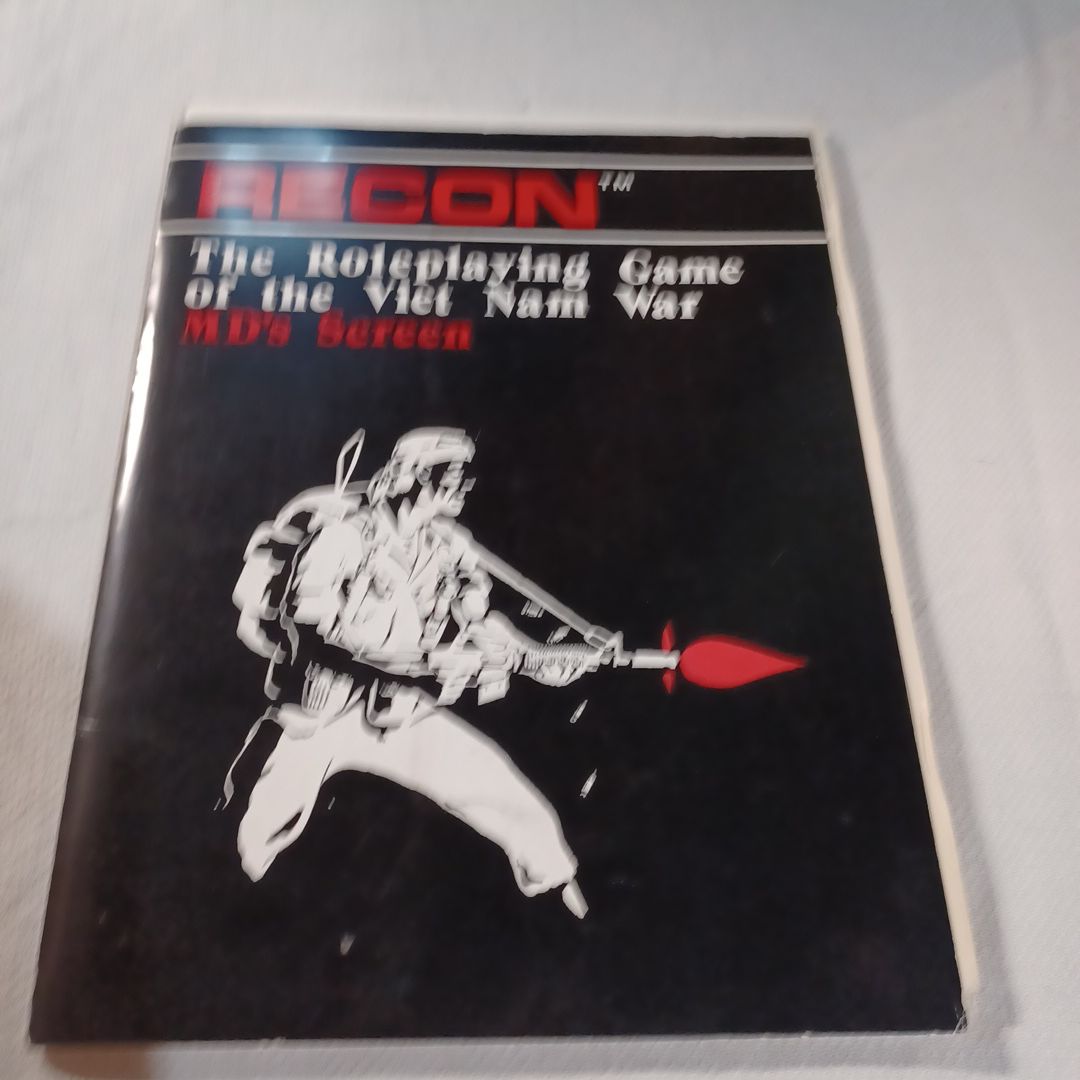 RECON™
The Roleplaying Game
of the Viet Nam War
MD's Screen